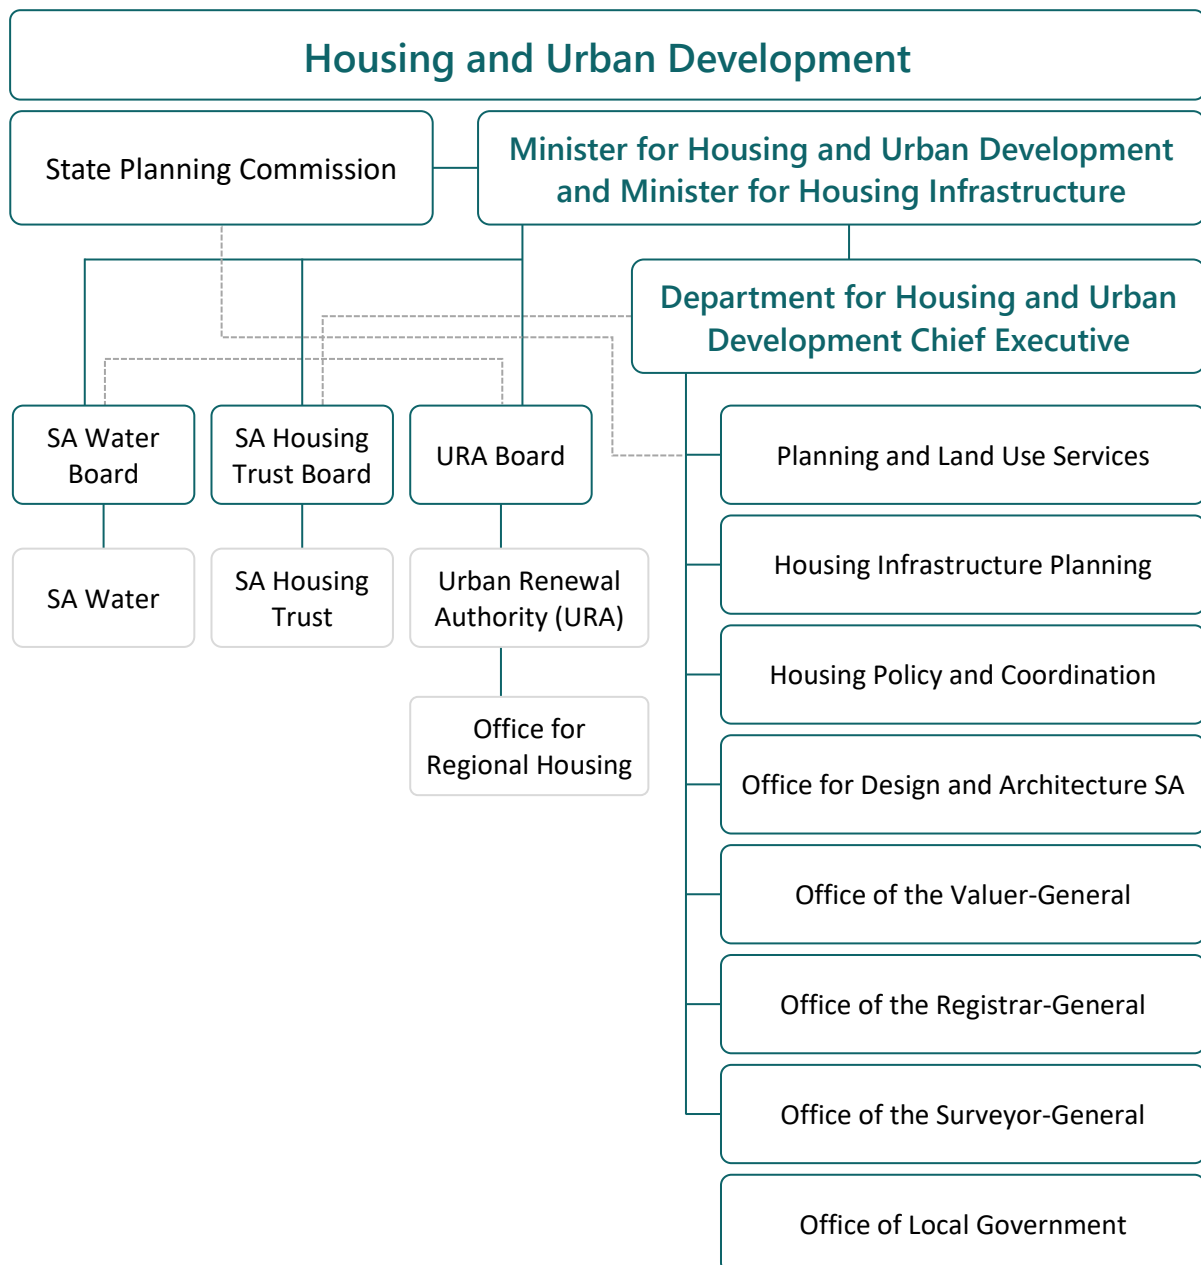 Housing and Urban Development
State Planning Commission
Minister for Housing and Urban Development
and Minister for Housing Infrastructure
Department for Housing and Urban
Development Chief Executive
SA Water
Board
SA Housing
Trust Board
URA Board
SA Water
SA Housing
Trust
Urban Renewal
Authority (URA)
Office for
Regional Housing
Planning and Land Use Services
Housing Infrastructure Planning
Housing Policy and Coordination
Office for Design and Architecture SA
Office of the Valuer-General
Office of the Registrar-General
Office of the Surveyor-General
Office of Local Government